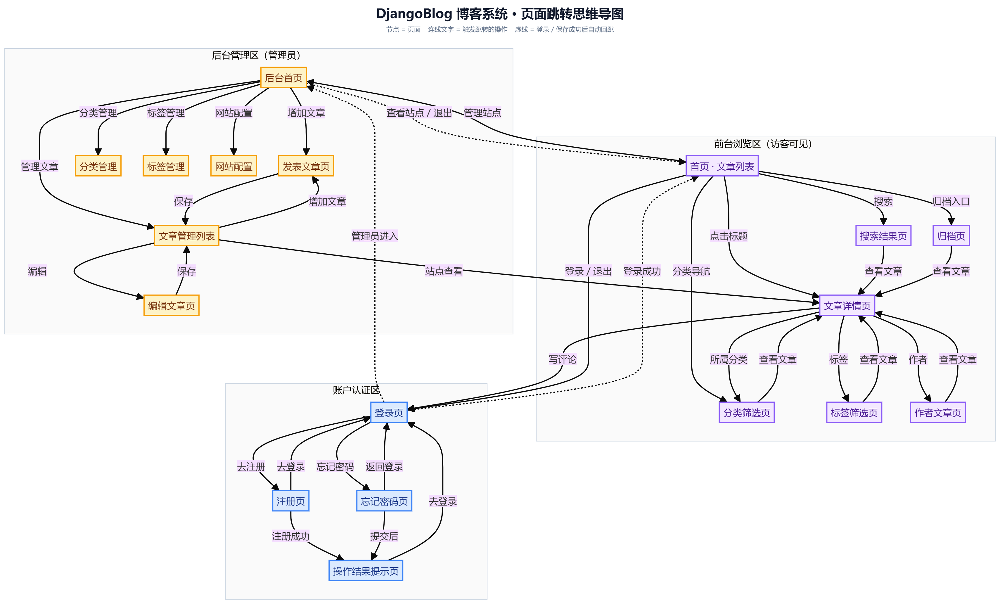 DjangoBlog 博客系统 · 页面跳转思维导图
节点 = 页面 连线文字 = 触发跳转的操作 虚线 = 登录 / 保存成功后自动回跳
后台管理区（管理员）
后台首页
分类管理
标签管理
网站配置
增加文章
查看站点 / 退出
管理站点
管理文章
分类管理
标签管理
网站配置
发表文章页
保存
增加文章
文章管理列表
管理员进入
编辑
保存
站点查看
编辑文章页
前台浏览区（访客可见）
首页 · 文章列表
搜索
归档入口
点击标题
搜索结果页
归档页
登录 / 退出
登录成功
分类导航
查看文章
查看文章
文章详情页
写评论
所属分类
查看文章
标签
查看文章
作者
查看文章
分类筛选页
标签筛选页
作者文章页
账户认证区
登录页
去注册
去登录
忘记密码
返回登录
注册页
忘记密码页
去登录
注册成功
提交后
操作结果提示页